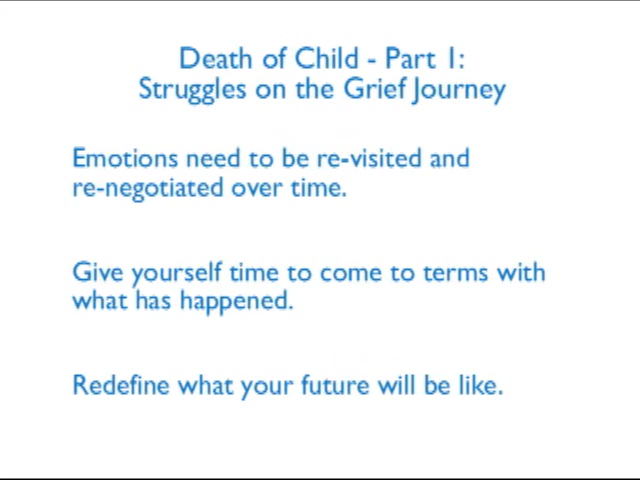 Death of Child - Part 1:
Struggles on the Grief Journey
Emotions need to be re-visited and
re-negotiated over time.
Give yourself time to come to terms with
what has happened.
Redefine what your future will be like.